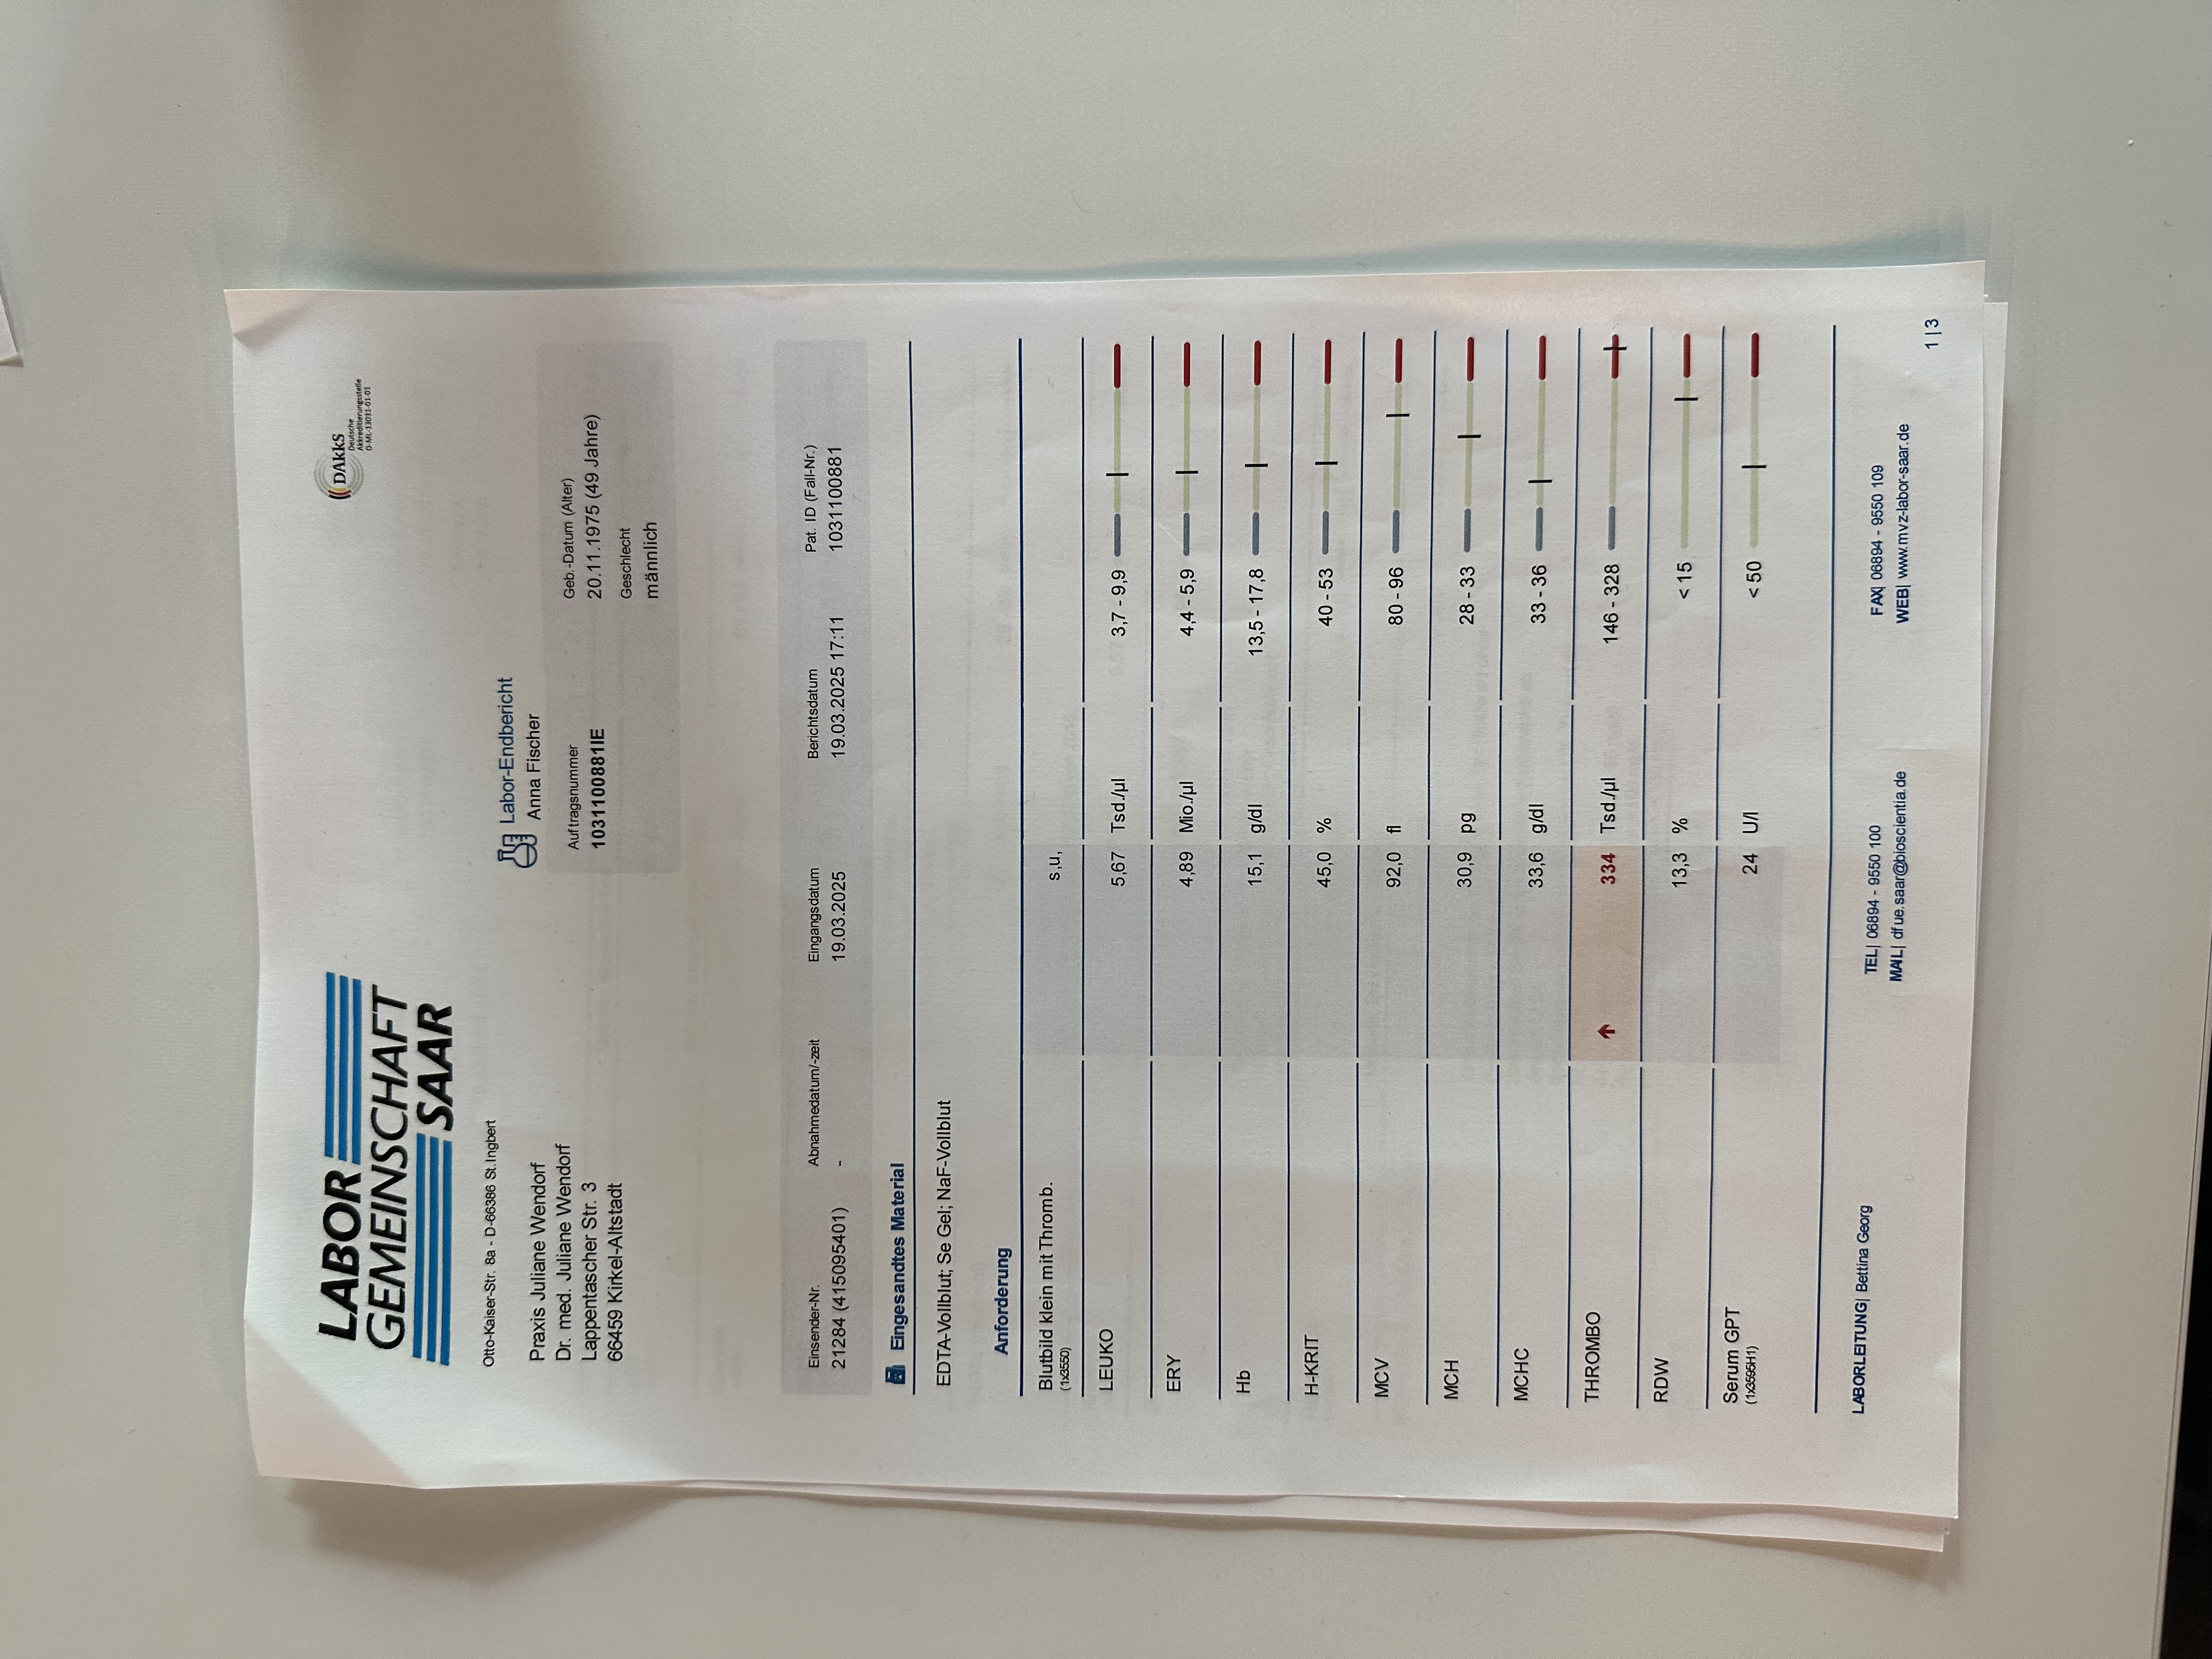 LABOR
GEMEINSCHAFT
SAAR
DAkkS
Deutsche
Akkreditierungsstelle
D-ML-13031-01-01
Otto-Kaiser-Str. 8a - D-66386 St.Ingbert
Praxis Juliane Wendorf
Dr. med. Juliane Wendorf
Lappentascher Str. 3
66459 Kirkel-Altstadt
Labor-Endbericht
Anna Fischer
Auftragsnummer
1031100881IE
Geb.-Datum (Alter)
20.11.1975 (49 Jahre)
Geschlecht
männlich
Einsender-Nr. Abnahmedatum/-zeit Eingangsdatum Berichtsdatum Pat. ID (Fall-Nr.)
21284 (415095401) - 19.03.2025 19.03.2025 17:11 1031100881
Eingesandtes Material
EDTA-Vollblut; Se Gel; NaF-Vollblut
Anforderung
Blutbild klein mit Thromb. s,u,
(1x3550)
LEUKO 5,67 Tsd./µl 3,7 - 9,9
ERY 4,89 Mio./µl 4,4 - 5,9
Hb 15,1 g/dl 13,5 - 17,8
H-KRIT 45,0 % 40 - 53
MCV 92,0 fl 80 - 96
MCH 30,9 pg 28 - 33
MCHC 33,6 g/dl 33 - 36
THROMBO ↑ 334 Tsd./µl 146 - 328
RDW 13,3 % < 15
Serum GPT 24 U/l < 50
(1x3595H1)
LABORLEITUNG| Bettina Georg
TEL| 06894 - 9550 100
MAIL| dfue.saar@bioscientia.de
FAX| 06894 - 9550 109
WEB| www.mvz-labor-saar.de
1 | 3